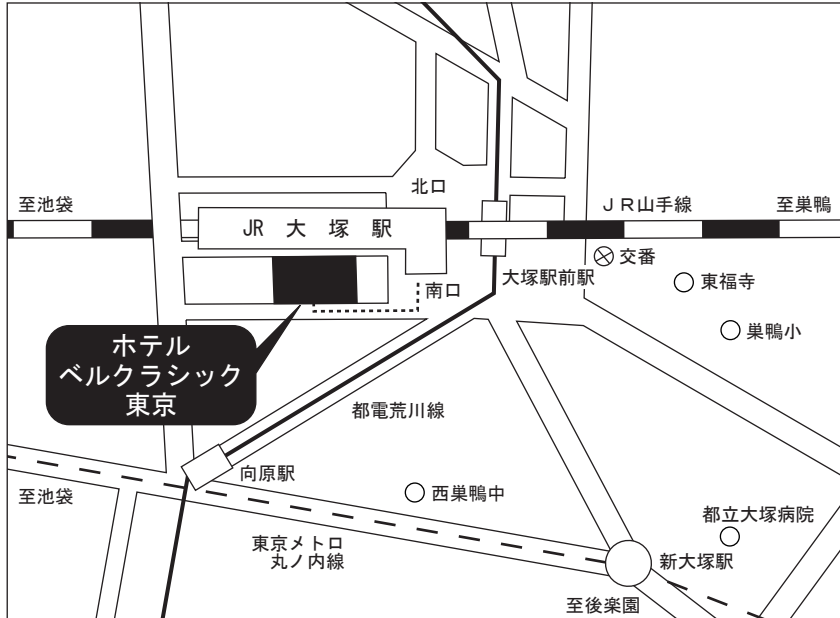 北口
至池袋
ＪＲ山手線
至巣鴨
JR 大 塚 駅
交番
大塚駅前駅
東福寺
南口
巣鴨小
ホテル
ベルクラシック
東京
都電荒川線
向原駅
至池袋
西巣鴨中
都立大塚病院
東京メトロ
丸ノ内線
新大塚駅
至後楽園